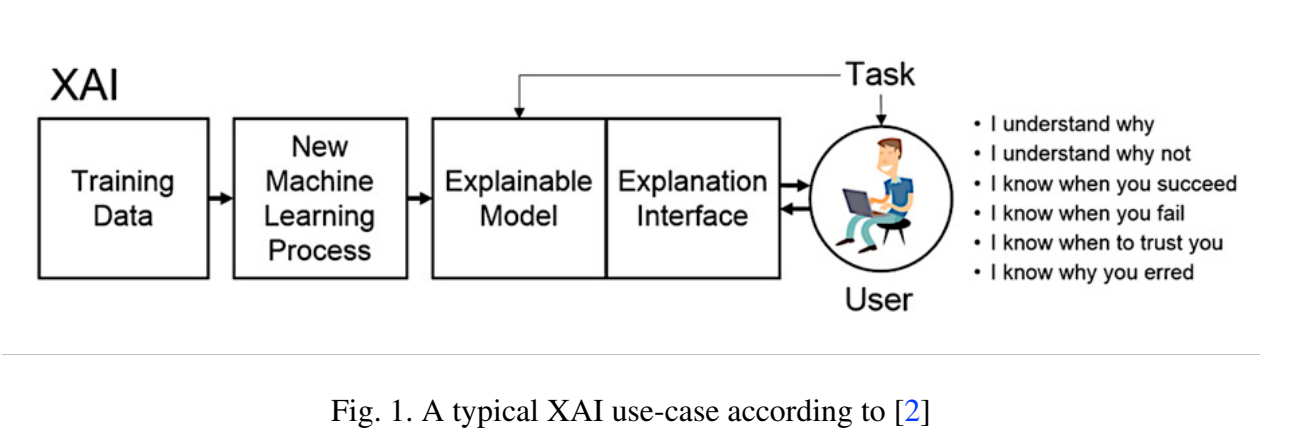 XAI
Task
Training
Data
New
Machine
Learning
Process
Explainable
Model
Explanation
Interface
User
• I understand why
• I understand why not
• I know when you succeed
• I know when you fail
• I know when to trust you
• I know why you erred
Fig. 1. A typical XAI use-case according to [2]